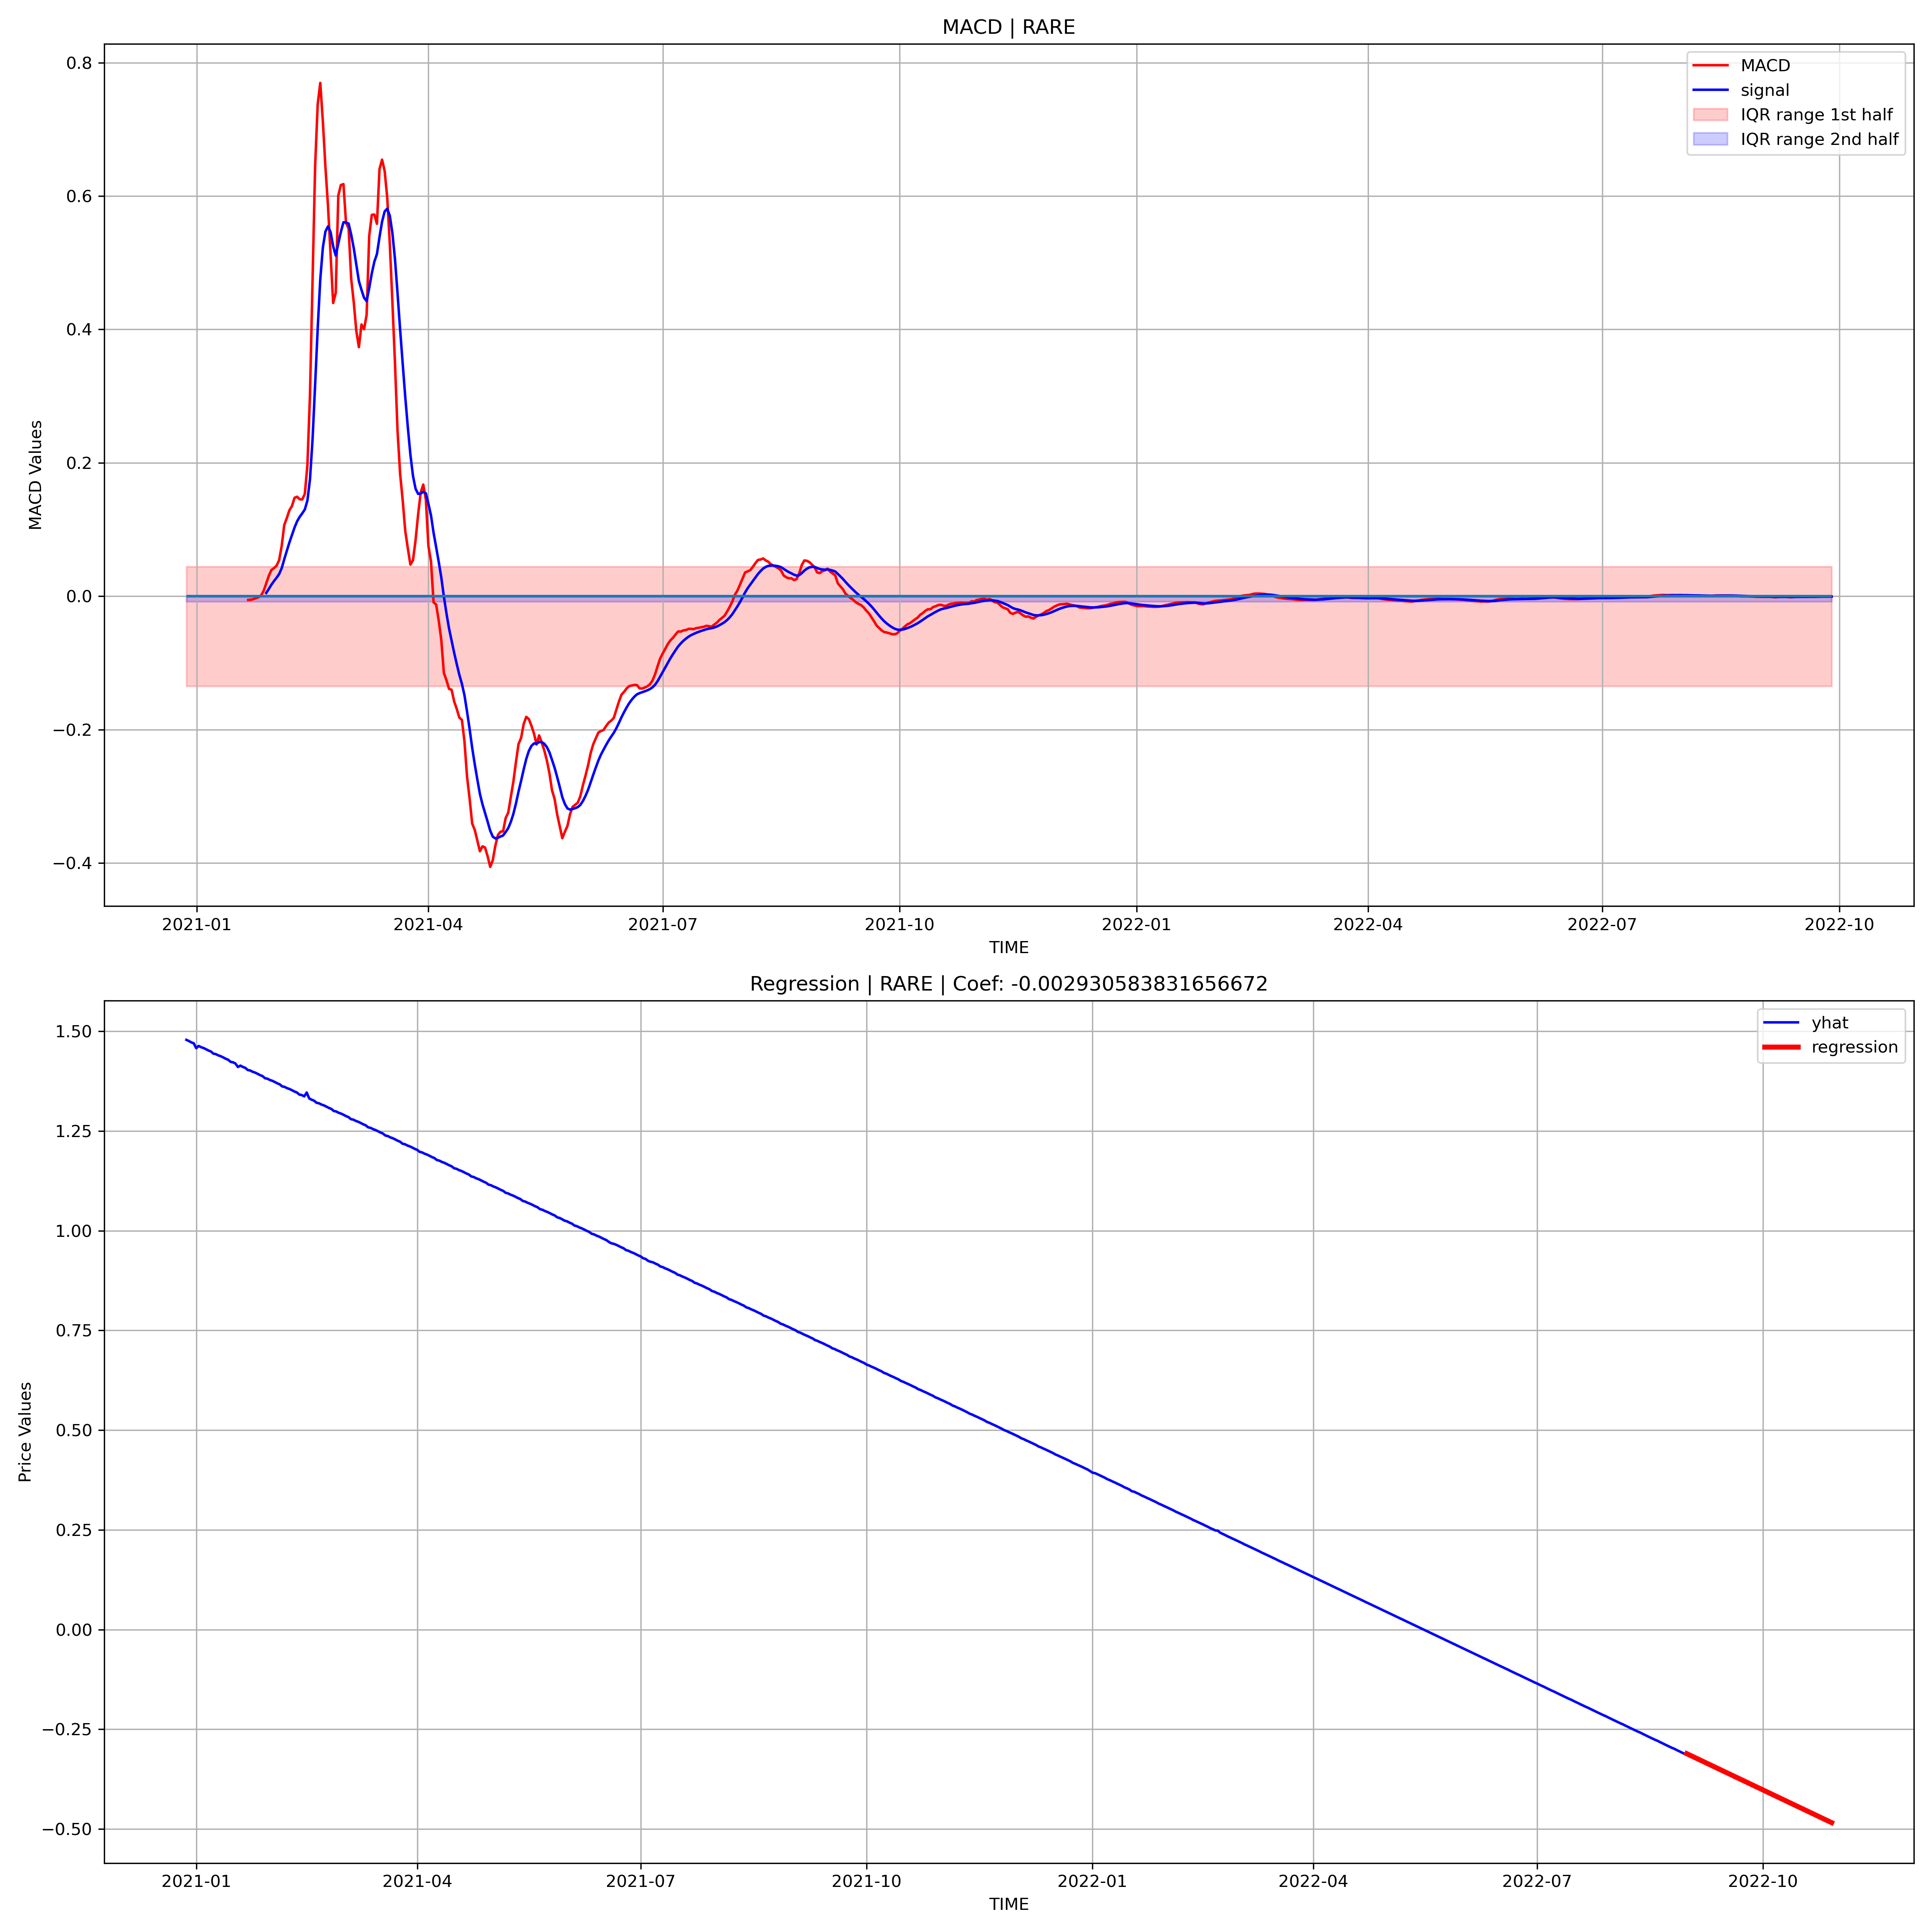 MACD | RARE
MACD
signal
IQR range 1st half
IQR range 2nd half
MACD Values
0.8
0.6
0.4
0.2
0.0
−0.2
−0.4
2021-01 2021-04 2021-07 2021-10 2022-01 2022-04 2022-07 2022-10
TIME
Regression | RARE | Coef: -0.002930583831656672
yhat
regression
Price Values
1.50
1.25
1.00
0.75
0.50
0.25
0.00
−0.25
−0.50
2021-01 2021-04 2021-07 2021-10 2022-01 2022-04 2022-07 2022-10
TIME